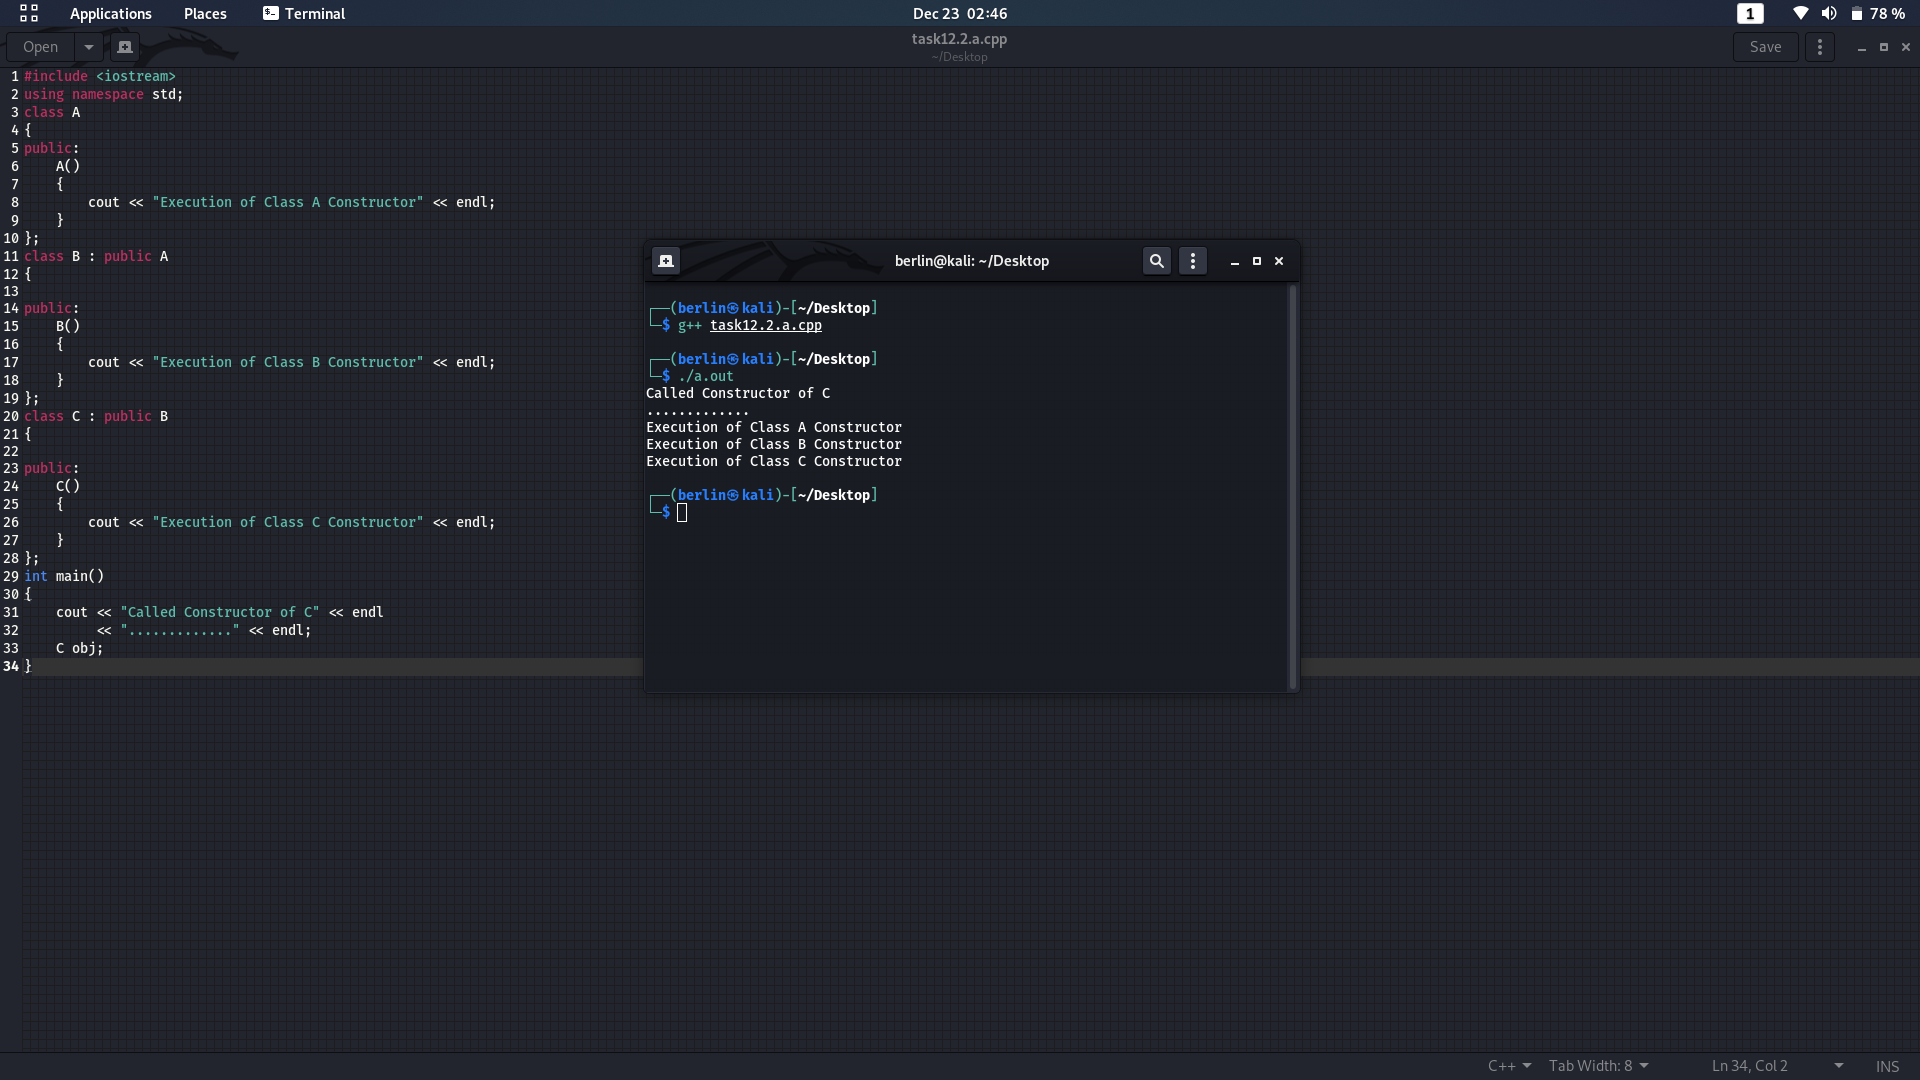 Applications Places Terminal Dec 23 02:46 1 78 %
Open task12.2.a.cpp Save
~/Desktop
1 #include <iostream>
2 using namespace std;
3 class A
4 {
5 public:
6     A()
7     {
8         cout << "Execution of Class A Constructor" << endl;
9     }
10 };
11 class B : public A
12 {
13
14 public:
15     B()
16     {
17         cout << "Execution of Class B Constructor" << endl;
18     }
19 };
20 class C : public B
21 {
22
23 public:
24     C()
25     {
26         cout << "Execution of Class C Constructor" << endl;
27     }
28 };
29 int main()
30 {
31     cout << "Called Constructor of C" << endl
32          << "............." << endl;
33     C obj;
34 }
berlin@kali: ~/Desktop
┌──(berlin㉿kali)-[~/Desktop]
└─$ g++ task12.2.a.cpp
┌──(berlin㉿kali)-[~/Desktop]
└─$ ./a.out
Called Constructor of C
.............
Execution of Class A Constructor
Execution of Class B Constructor
Execution of Class C Constructor
┌──(berlin㉿kali)-[~/Desktop]
└─$
C++ Tab Width: 8 Ln 34, Col 2 INS